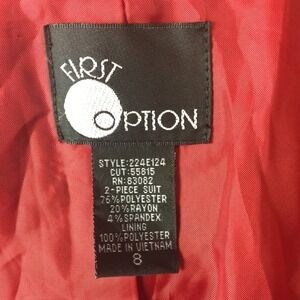 FIRST
OPTION
STYLE:224E124
CUT:55815
RN:83082
2-PIECE SUIT
76%POLYESTER
20%RAYON
4%SPANDEX
LINING
100%POLYESTER
MADE IN VIETNAM
8